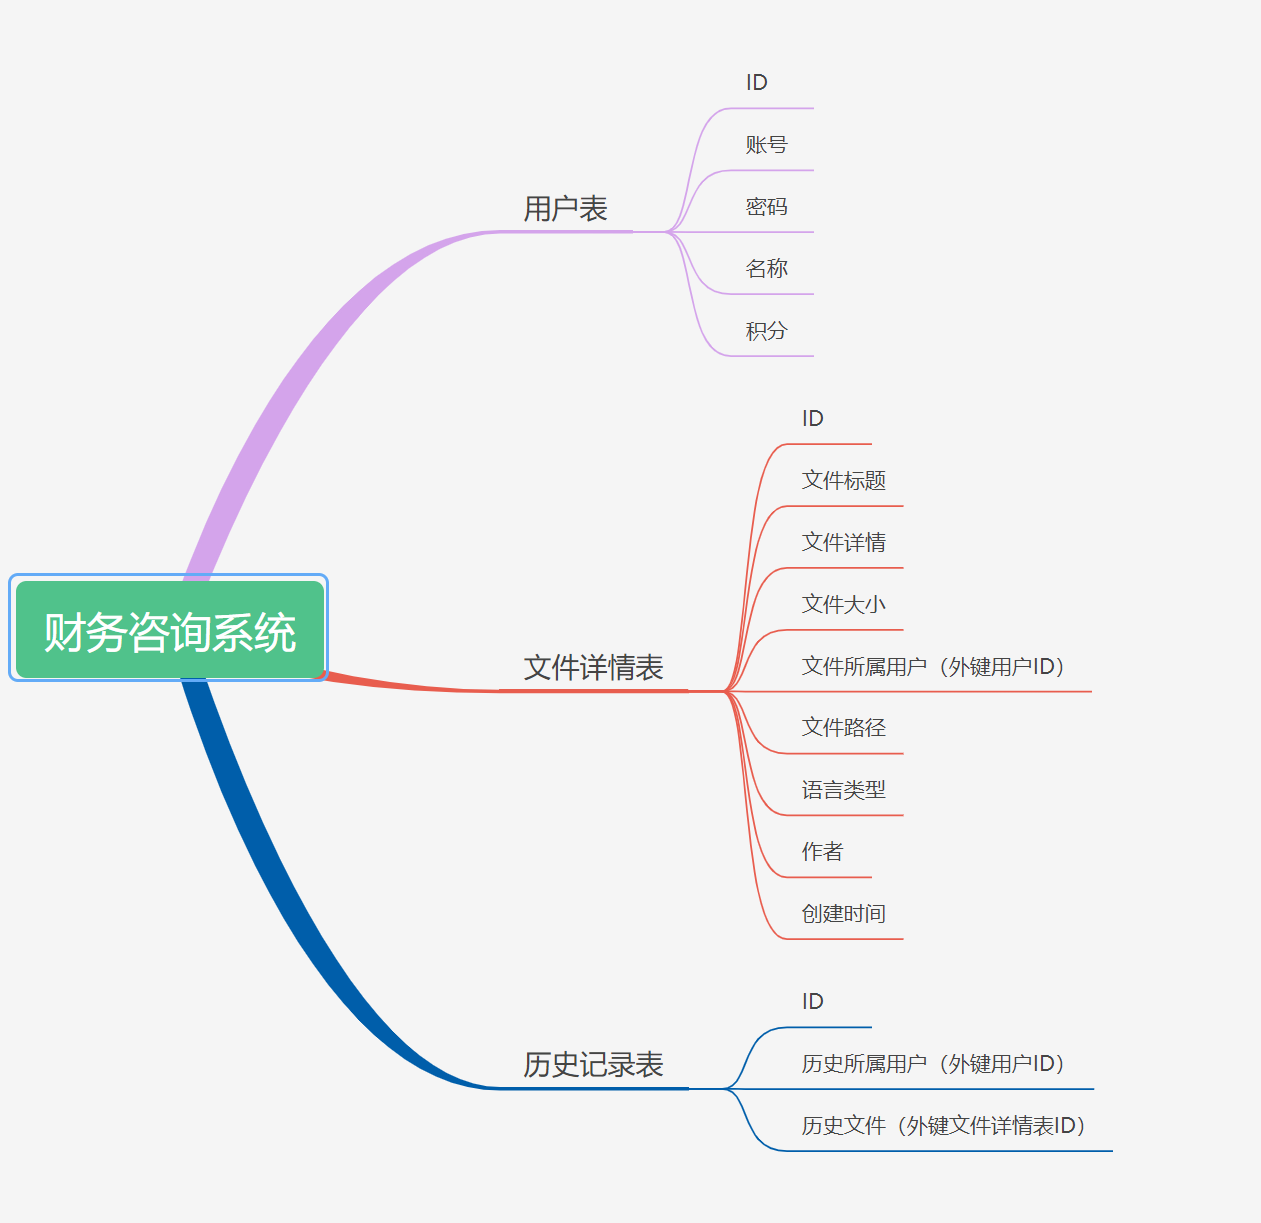 财务咨询系统
用户表
ID
账号
密码
名称
积分
文件详情表
ID
文件标题
文件详情
文件大小
文件所属用户（外键用户ID）
文件路径
语言类型
作者
创建时间
历史记录表
ID
历史所属用户（外键用户ID）
历史文件（外键文件详情表ID）